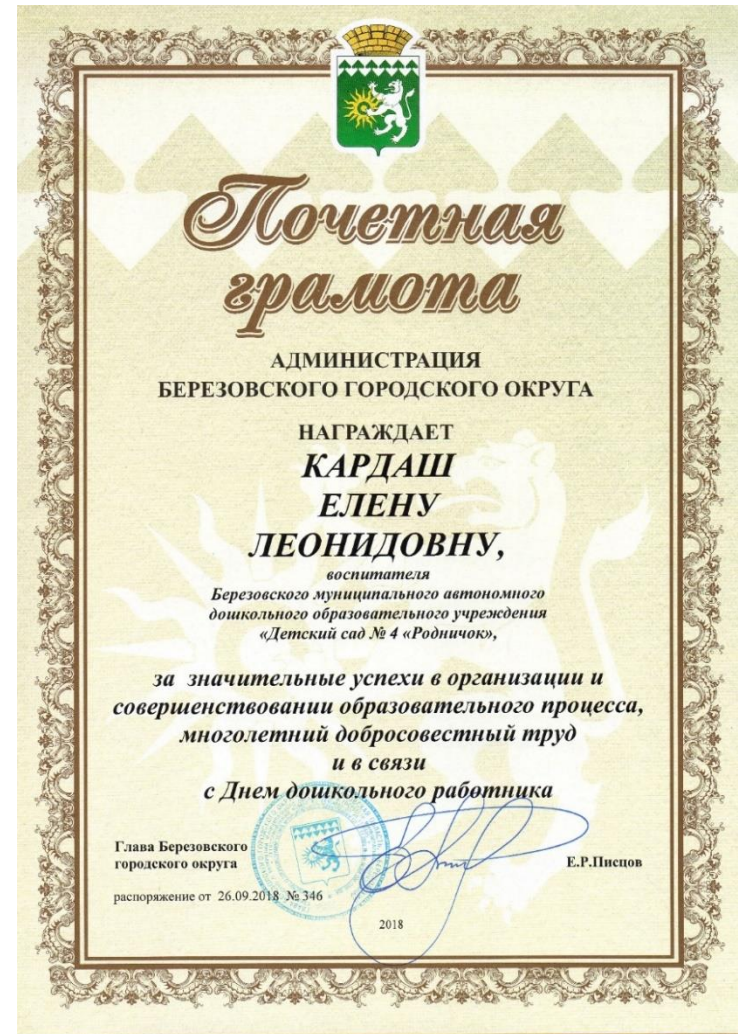 Почетная
грамота
АДМИНИСТРАЦИЯ
БЕРЕЗОВСКОГО ГОРОДСКОГО ОКРУГА
НАГРАЖДАЕТ
КАРДАШ
ЕЛЕНУ
ЛЕОНИДОВНУ,
воспитателя
Березовского муниципального автономного
дошкольного образовательного учреждения
«Детский сад № 4 «Родничок»,
за значительные успехи в организации и
совершенствовании образовательного процесса,
многолетний добросовестный труд
и в связи
с Днем дошкольного работника
Глава Березовского
городского округа
Е.Р.Писцов
распоряжение от 26.09.2018 № 346
2018